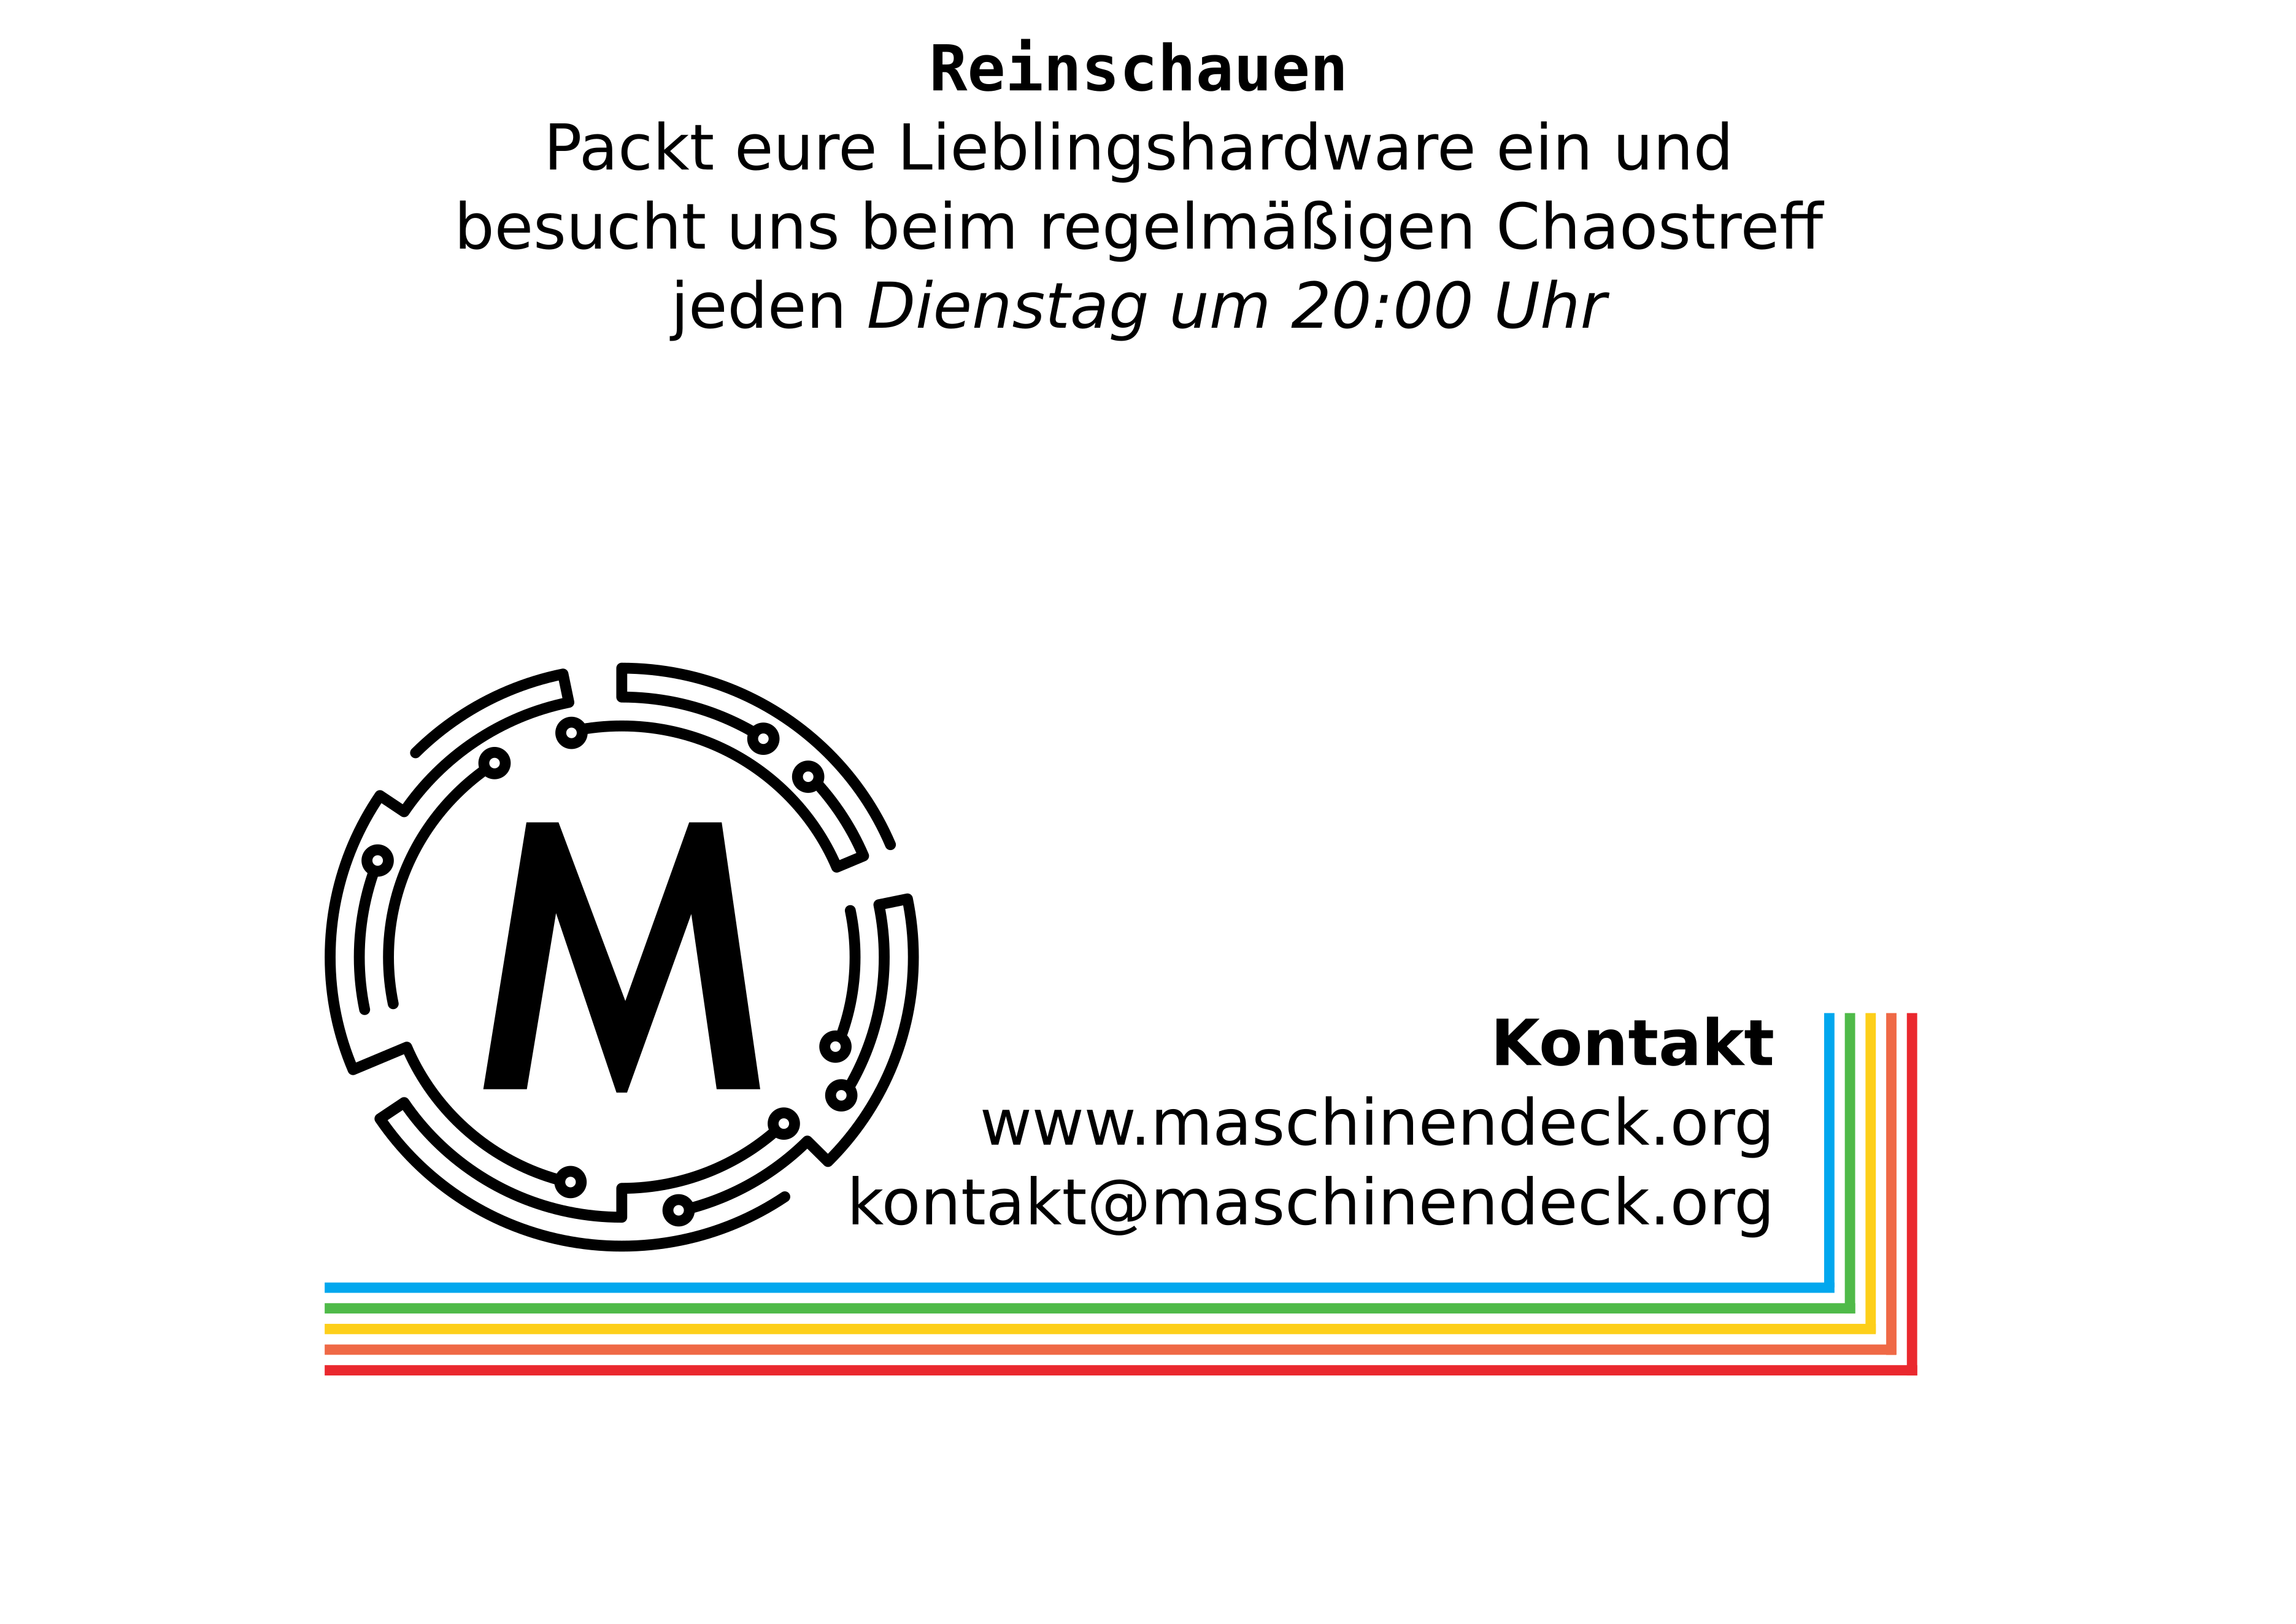 Reinschauen
Packt eure Lieblingshardware ein und
besucht uns beim regelmäßigen Chaostreff
jeden Dienstag um 20:00 Uhr
M
Kontakt
www.maschinendeck.org
kontakt@maschinendeck.org